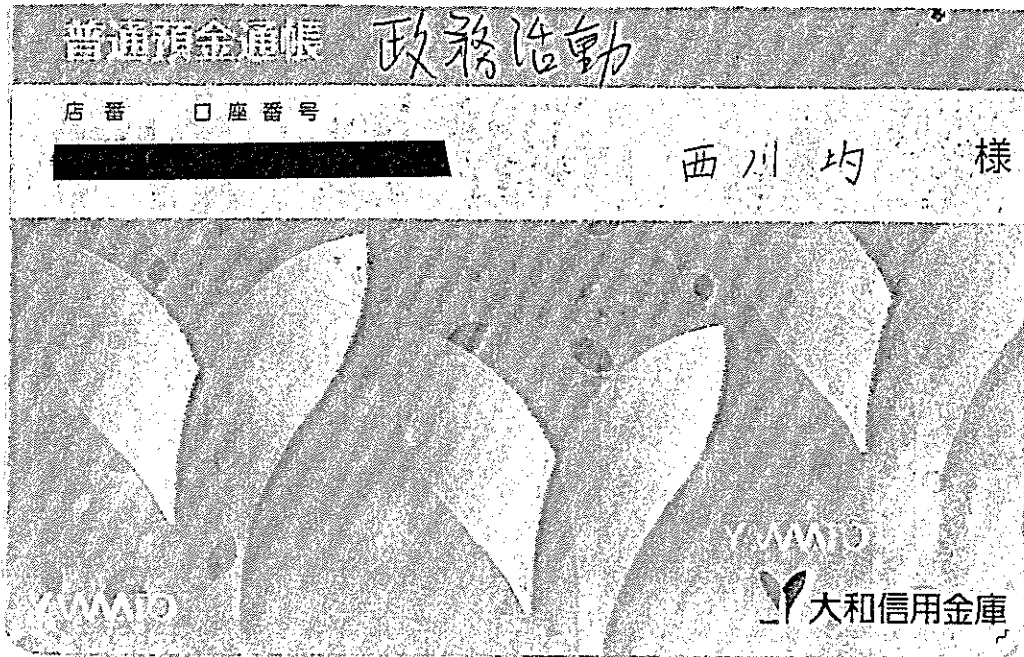 普通預金通帳 政務活動
店番 口座番号
西川 均 様
YAMATO
YAMATO
大和信用金庫